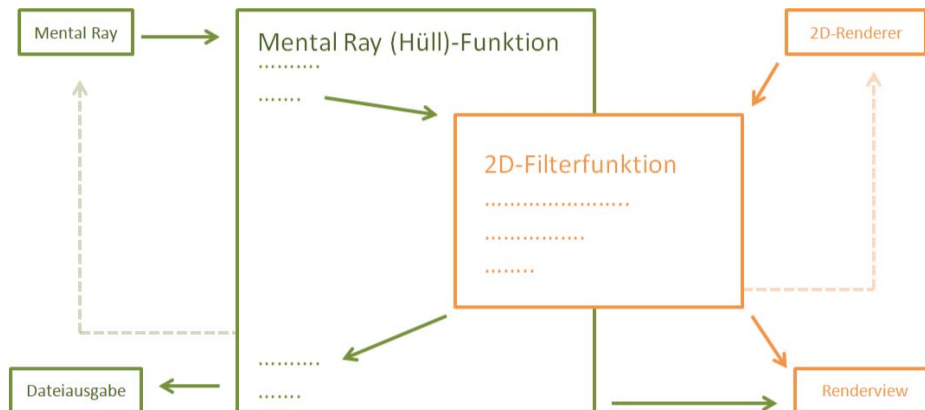 Mental Ray
Mental Ray (Hüll)-Funktion
……….
…….
2D-Renderer
2D-Filterfunktion
…………………..
…………….
……..
……….
…….
Dateiausgabe
Renderview